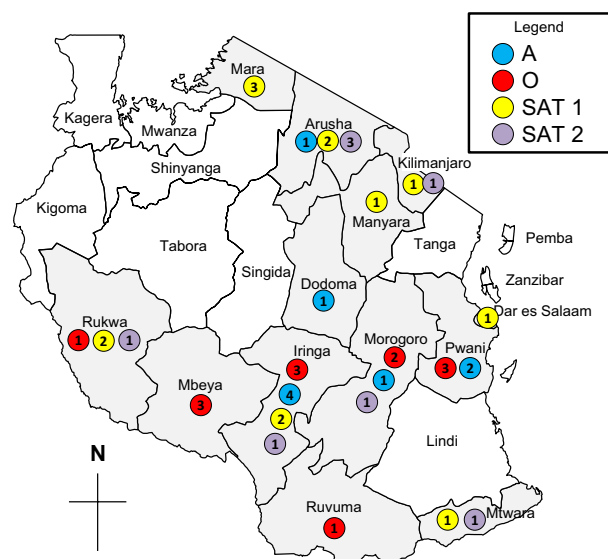 Legend
A
O
SAT 1
SAT 2
Mara
3
Kagera
Mwanza
Arusha
1 2 3
Shinyanga
Kilimanjaro
1 1
Kigoma
1
Manyara
Tabora
Singida
Tanga
Pemba
Dodoma
1
Zanzibar
Dar es Salaam
1
Rukwa
1 2 1
Iringa
3
4
2
1
Morogoro
2
1
1
Pwani
3 2
Mbeya
3
Lindi
N
Ruvuma
1
Mtwara
1 1